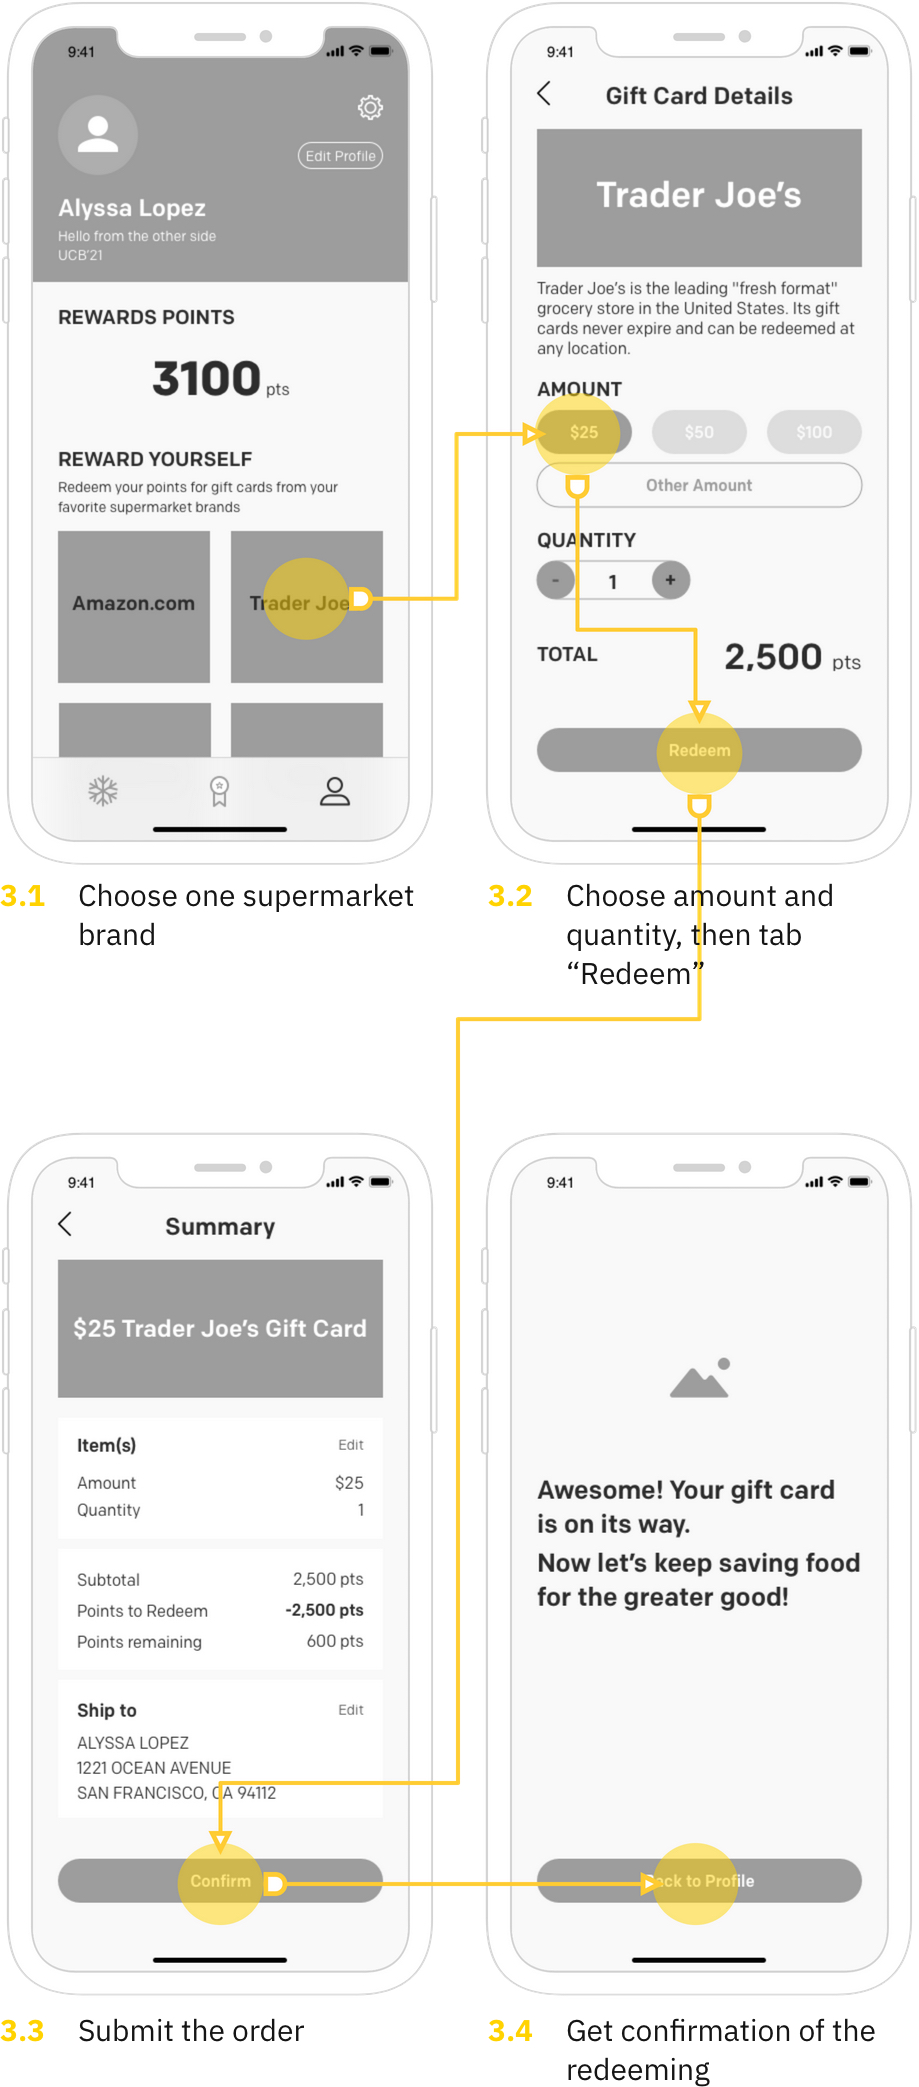 9:41
Edit Profile
Alyssa Lopez
Hello from the other side
UCB'21
REWARDS POINTS
3100 pts
REWARD YOURSELF
Redeem your points for gift cards from your
favorite supermarket brands
Amazon.com
Trader Joe
3.1 Choose one supermarket
brand
9:41
Gift Card Details
Trader Joe's
Trader Joe's is the leading "fresh format"
grocery store in the United States. Its gift
cards never expire and can be redeemed at
any location.
AMOUNT
$25 $50 $100
Other Amount
QUANTITY
- 1 +
TOTAL 2,500 pts
Redeem
3.2 Choose amount and
quantity, then tab
“Redeem”
9:41
Summary
$25 Trader Joe's Gift Card
Item(s) Edit
Amount $25
Quantity 1
Subtotal 2,500 pts
Points to Redeem -2,500 pts
Points remaining 600 pts
Ship to Edit
ALYSSA LOPEZ
1221 OCEAN AVENUE
SAN FRANCISCO, CA 94112
Confirm
3.3 Submit the order
9:41
Awesome! Your gift card
is on its way.
Now let's keep saving food
for the greater good!
Back to Profile
3.4 Get confirmation of the
redeeming